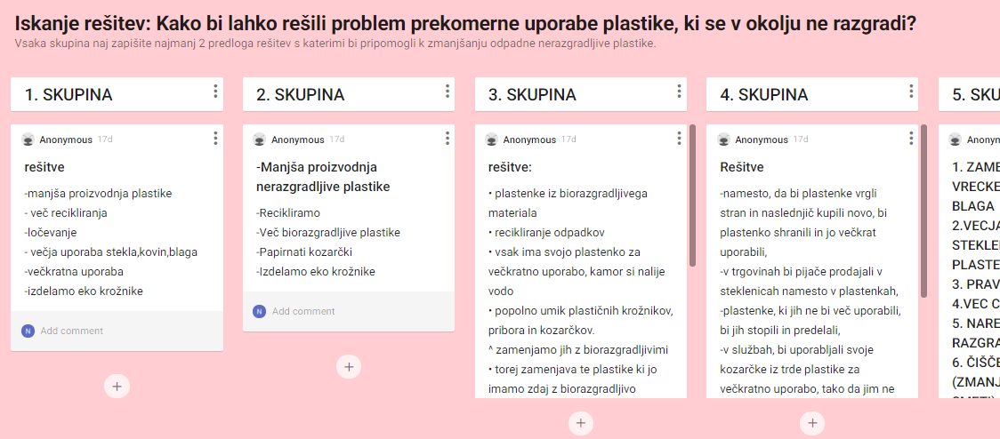 Iskanje rešitev: Kako bi lahko rešili problem prekomerne uporabe plastike, ki se v okolju ne razgradi?
Vsaka skupina naj zapišite najmanj 2 predloga rešitev s katerimi bi pripomogli k zmanjšanju odpadne nerazgradljive plastike.
1. SKUPINA
Anonymous 17d
rešitve
-manjša proizvodnja plastike
- več recikliranja
-ločevanje
- večja uporaba stekla,kovin,blaga
-večkratna uporaba
-izdelamo eko krožnike
N Add comment
2. SKUPINA
Anonymous 17d
-Manjša proizvodnja
nerazgradljive plastike
-Recikliramo
-Več biorazgradljive plastike
-Papirnati kozarčki
-Izdelamo eko krožnike
N Add comment
3. SKUPINA
Anonymous 17d
rešitve:
• plastenke iz biorazgradljivega
materiala
• recikliranje odpadkov
• vsak ima svojo plastenko za
večkratno uporabo, kamor si nalije
vodo
• popolno umik plastičnih krožnikov,
pribora in kozarčkov.
^ zamenjamo jih z biorazgradljivimi
• torej zamenjava te plastike ki jo
imamo zdaj z biorazgradljivo
4. SKUPINA
Anonymous 17d
Rešitve
-namesto, da bi plastenke vrgli
stran in naslednjič kupili novo, bi
plastenko shranili in jo večkrat
uporabili,
-v trgovinah bi pijače prodajali v
steklenicah namesto v plastenkah,
-plastenke, ki jih ne bi več uporabili,
bi jih stopili in predelali,
-v službah, bi uporabljali svoje
kozarčke iz trde plastike za
večkratno uporabo, tako da jim ne
5. SKU
Anonym
1. ZAME
VREČKE
BLAGA
2.VECJA
STEKLE
PLASTE
3. PRAV
4.VEC C
5. NARE
RAZGRA
6. ČIŠČE
(ZMANJ